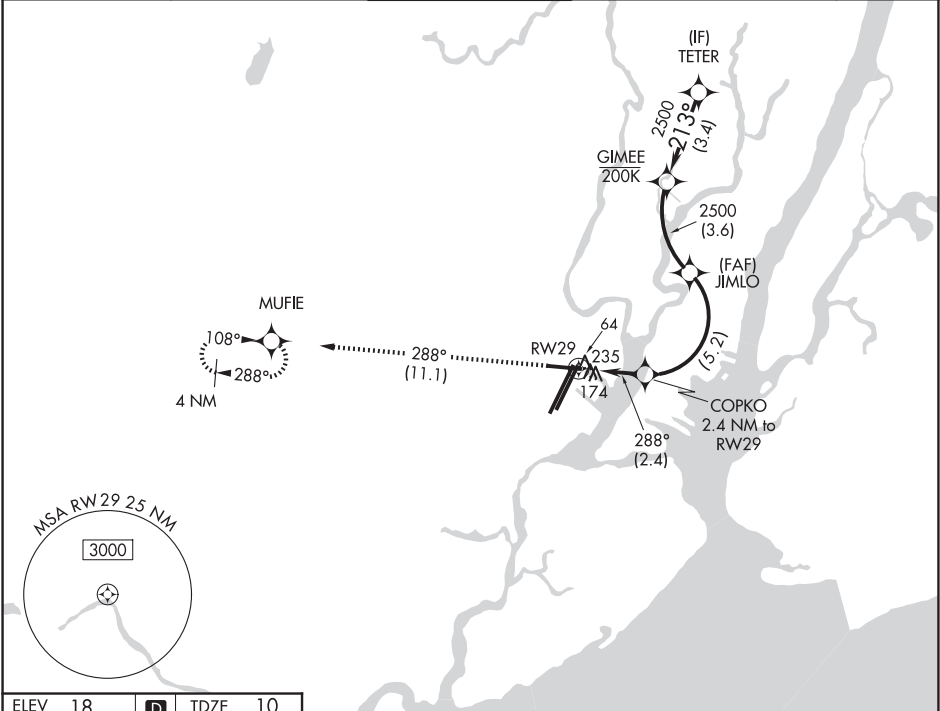 (IF)
TETER
2500
213°
(3.4)
GIMEE
200K
2500
(3.6)
(FAF)
JIMLO
MUFIE
108°
288°
4 NM
288°
(11.1)
RW29
64
235
174
(5.2)
COPKO
2.4 NM to
RW29
288°
(2.4)
MSA RW29 25 NM
3000
ELEV 18 D TDZE 10